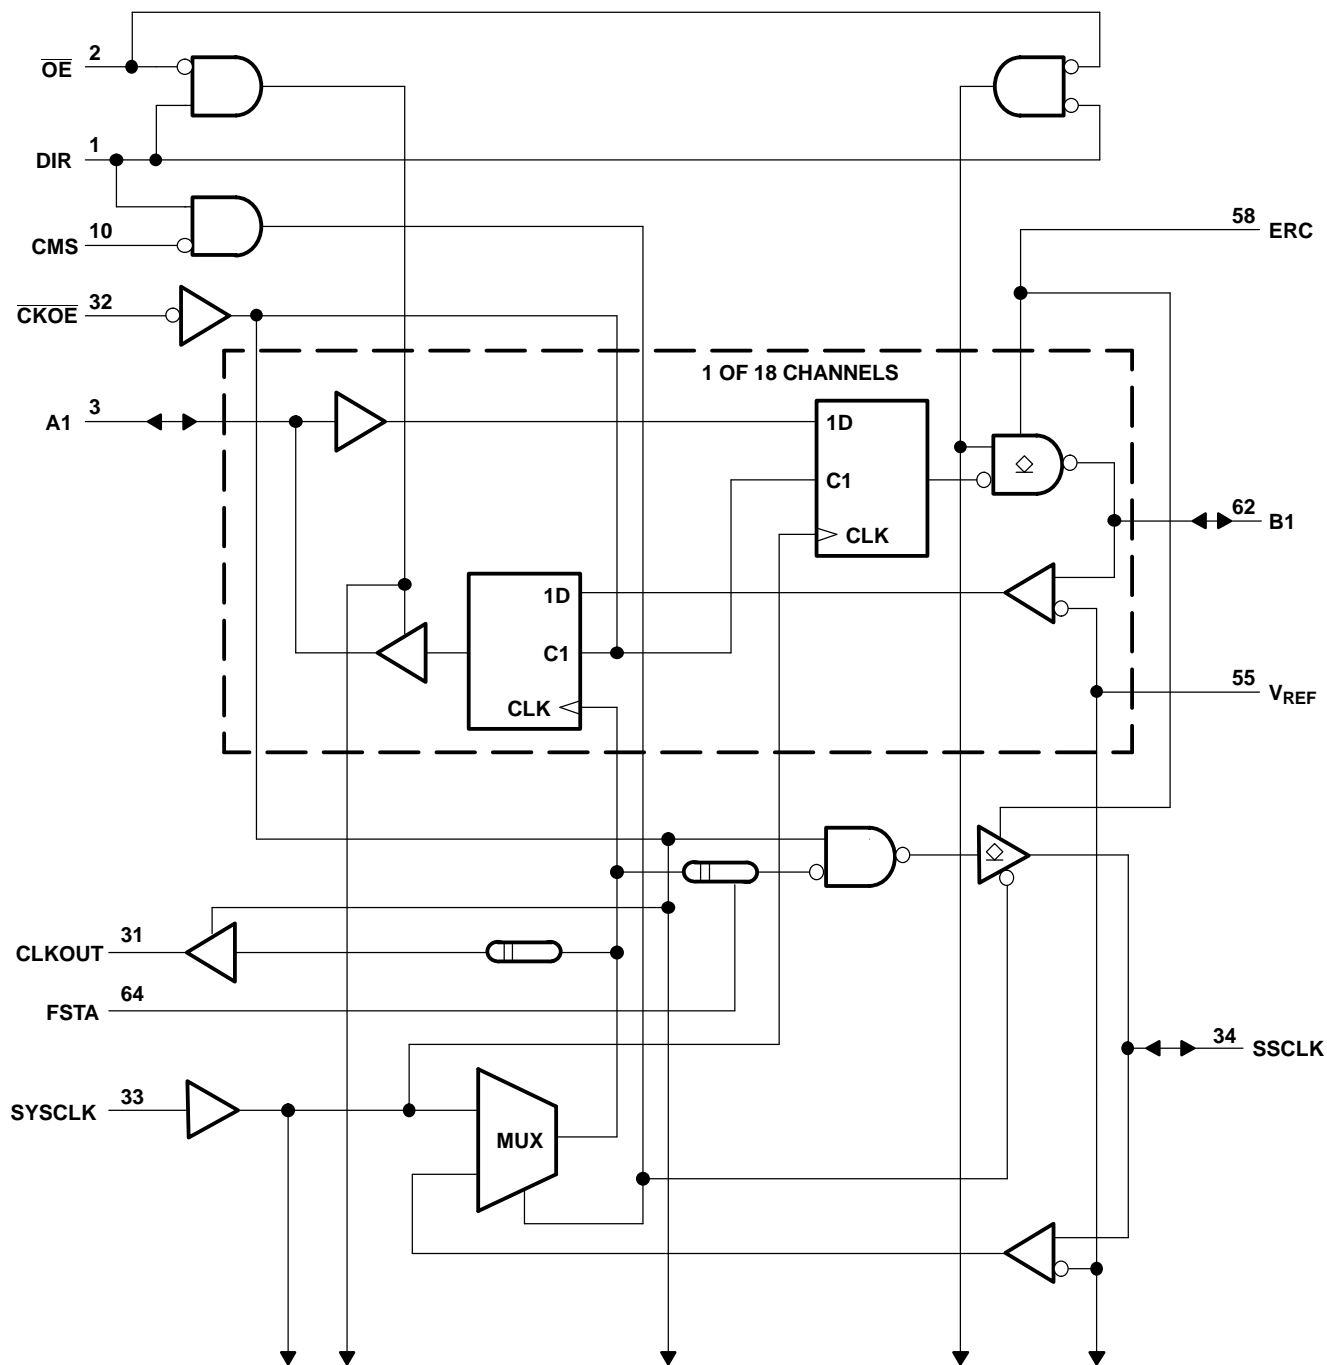 2
OE
1
DIR
10
CMS
58
ERC
32
CKOE
1 OF 18 CHANNELS
3
A1
1D
C1
CLK
62
B1
1D
C1
CLK
55
VREF
31
CLKOUT
64
FSTA
34
SSCLK
33
SYSCLK
MUX